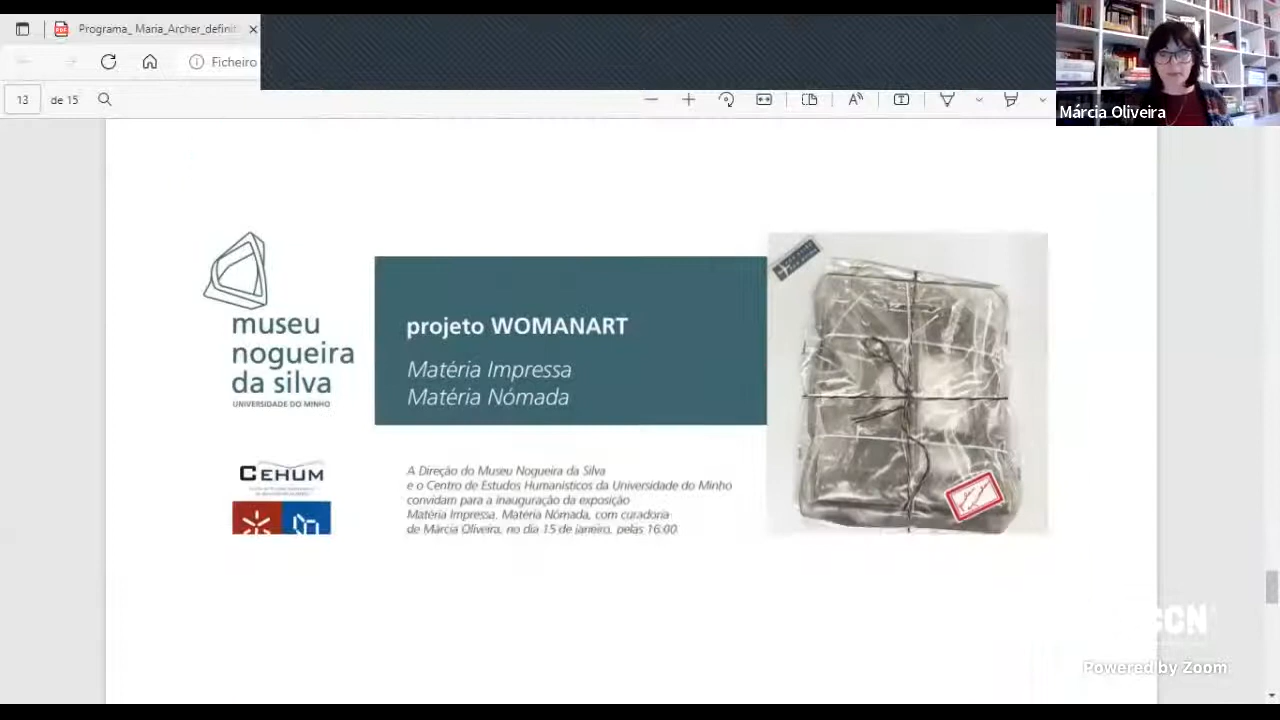 Programa_ Maria_Archer_definit
Ficheiro
13 de 15
Márcia Oliveira
museu
nogueira
da silva
UNIVERSIDADE DO MINHO
projeto WOMANART
Matéria Impressa
Matéria Nómada
CEHUM
A Direção do Museu Nogueira da Silva
e o Centro de Estudos Humanísticos da Universidade do Minho
convidam para a inauguração da exposição
Matéria Impressa, Matéria Nómada, com curadoria
de Márcia Oliveira, no dia 15 de janeiro, pelas 16:00
CCN
Powered by Zoom